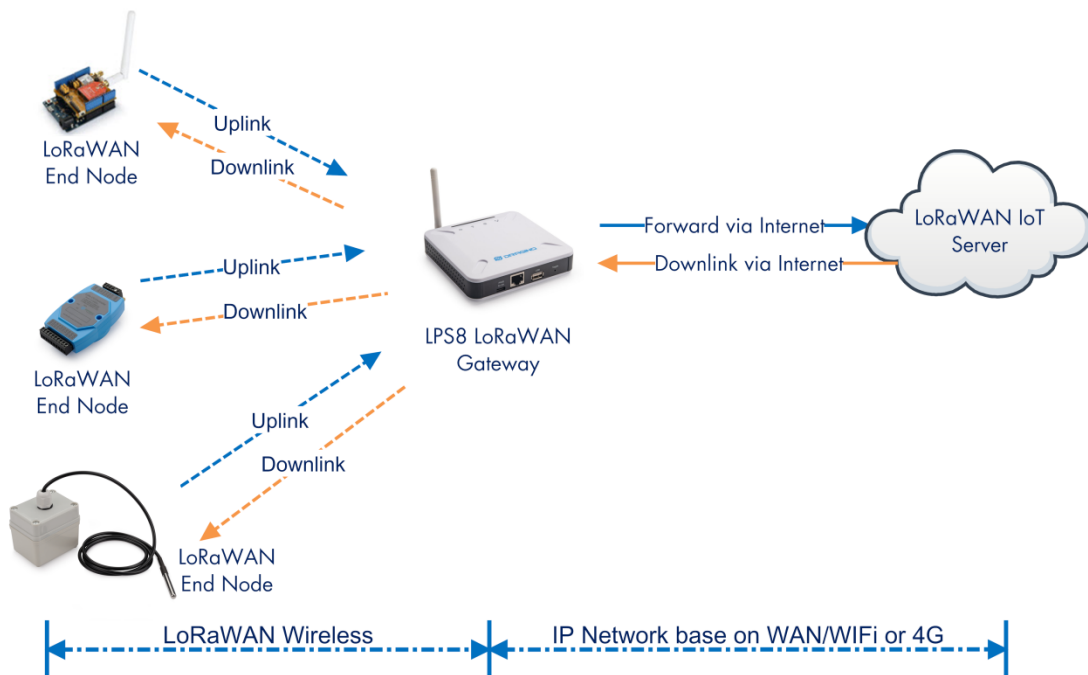 Uplink
Downlink
LoRaWAN
End Node
Uplink
Downlink
LoRaWAN
End Node
Uplink
Downlink
LoRaWAN
End Node
LPS8 LoRaWAN
Gateway
Forward via Internet
Downlink via Internet
LoRaWAN IoT
Server
LoRaWAN Wireless
IP Network base on WAN/WIFi or 4G